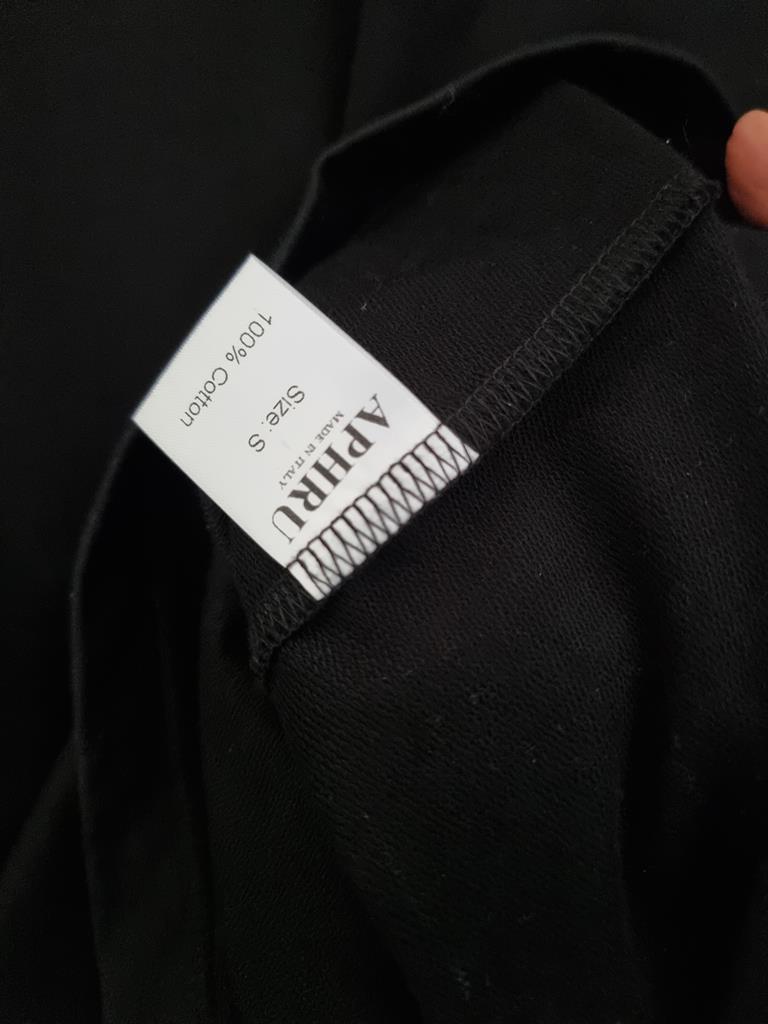 APHRU
MADE IN ITALY
Size: S
100% Cotton